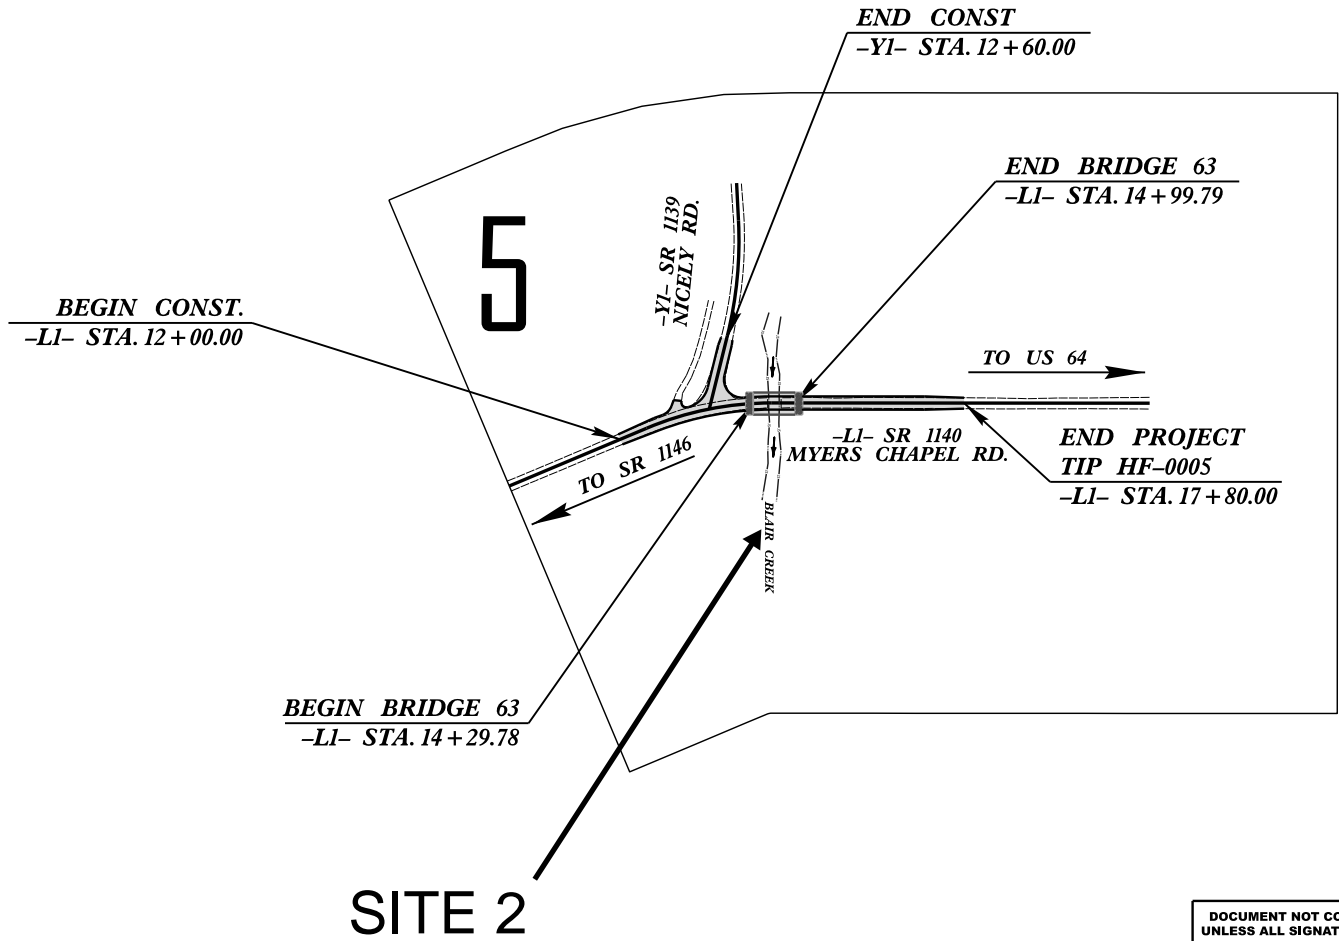 END CONST
-Y1- STA. 12+60.00
END BRIDGE 63
-L1- STA. 14+99.79
-Y1- SR 1139
NICELY RD.
5
BEGIN CONST.
-L1- STA. 12+00.00
TO US 64
-L1- SR 1140
MYERS CHAPEL RD.
END PROJECT
TIP HF-0005
-L1- STA. 17+80.00
TO SR 1146
BLAIR CREEK
BEGIN BRIDGE 63
-L1- STA. 14+29.78
SITE 2
DOCUMENT NOT CO
UNLESS ALL SIGNAT